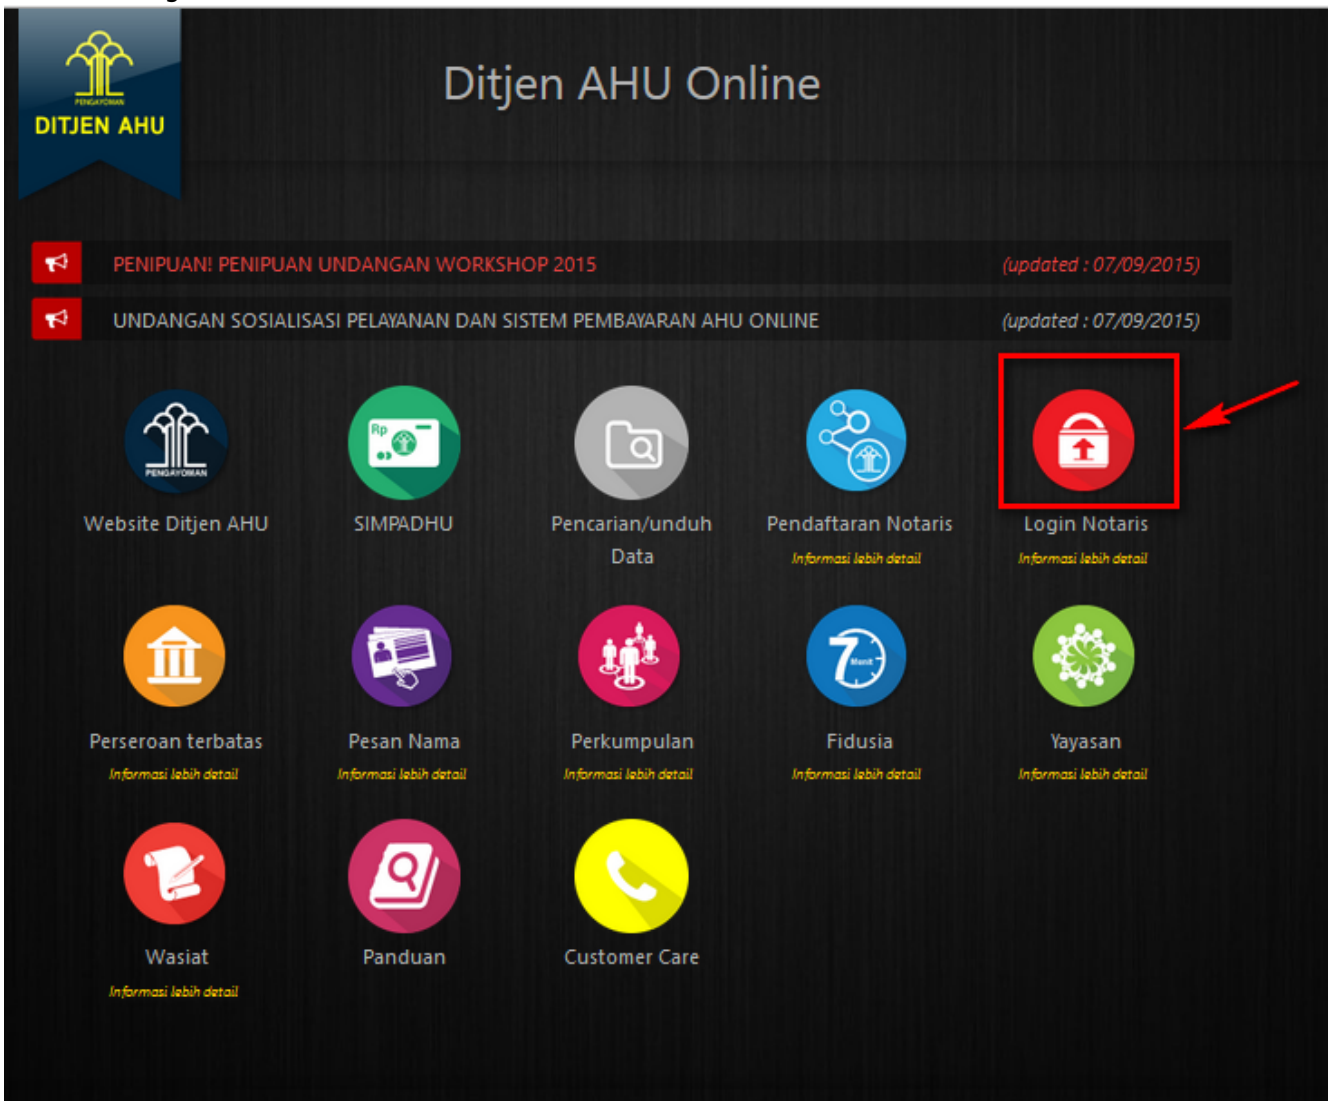 PENGAYOMAN
DITJEN AHU
Ditjen AHU Online
PENIPUAN! PENIPUAN UNDANGAN WORKSHOP 2015 (updated : 07/09/2015)
UNDANGAN SOSIALISASI PELAYANAN DAN SISTEM PEMBAYARAN AHU ONLINE (updated : 07/09/2015)
PENGAYOMAN
Rp
Website Ditjen AHU
SIMPADHU
Pencarian/unduh
Data
Pendaftaran Notaris
Informasi lebih detail
Login Notaris
Informasi lebih detail
7 Menit
Perseroan terbatas
Informasi lebih detail
Pesan Nama
Informasi lebih detail
Perkumpulan
Informasi lebih detail
Fidusia
Informasi lebih detail
Yayasan
Informasi lebih detail
Wasiat
Informasi lebih detail
Panduan
Customer Care